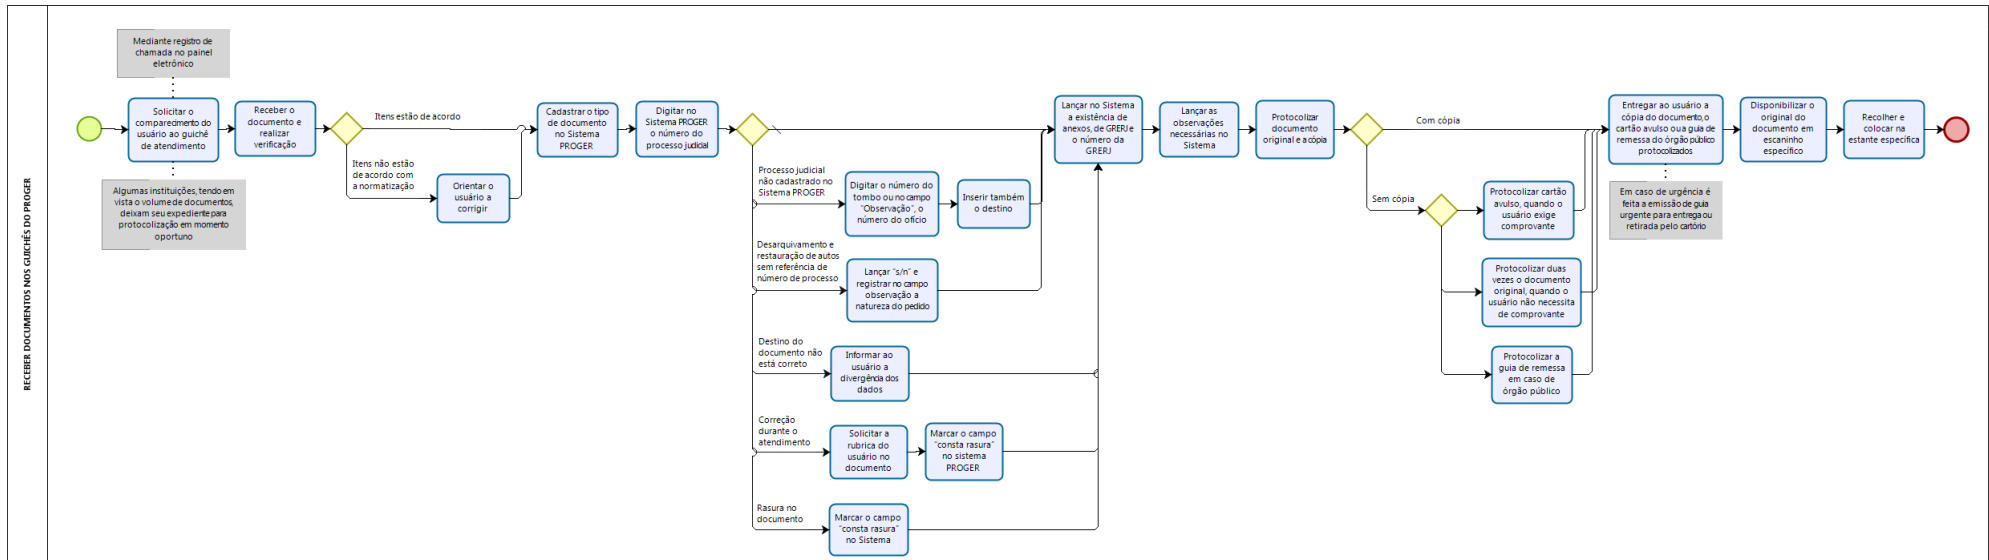 RECEBER DOCUMENTOS NOS GUICHÊS DO PROGER
Mediante registro de
chamada no painel
eletrônico
Solicitar o
comparecimento do
usuário ao guichê
de atendimento
Algumas instituições, tendo em
vista o volume de documentos,
deixam seu expediente para
protocolização em momento
oportuno
Receber o
documento e
realizar
verificação
Itens estão de acordo
Itens não estão
de acordo com
a normatização
Orientar o
usuário a
corrigir
Cadastrar o tipo
de documento
no Sistema
PROGER
Digitar no
Sistema PROGER
o número do
processo judicial
Processo judicial
não cadastrado no
Sistema PROGER
Digitar o número do
tombo ou no campo
"Observação", o
número do ofício
Inserir também
o destino
Desarquivamento e
restauração de autos
sem referência de
número de processo
Lançar "s/n" e
registrar no campo
observação a
natureza do pedido
Destino do
documento não
está correto
Informar ao
usuário a
divergência dos
dados
Correção
durante o
atendimento
Solicitar a
rubrica do
usuário no
documento
Marcar o campo
"consta rasura"
no sistema
PROGER
Rasura no
documento
Marcar o campo
"consta rasura"
no Sistema
Lançar no Sistema
a existência de
anexos, de GRERJ e
o número da
GRERJ
Lançar as
observações
necessárias no
Sistema
Protocolizar
documento
original e a cópia
Com cópia
Sem cópia
Protocolizar cartão
avulso, quando o
usuário exige
comprovante
Protocolizar duas
vezes o documento
original, quando o
usuário não necessita
de comprovante
Protocolizar a
guia de remessa
em caso de
órgão público
Entregar ao usuário a
cópia do documento, o
cartão avulso ou a guia de
remessa do órgão público
protocolizados
Em caso de urgência é
feita a emissão de guia
urgente para entrega ou
retirada pelo cartório
Disponibilizar o
original do
documento em
escaninho
específico
Recolher e
colocar na
estante específica